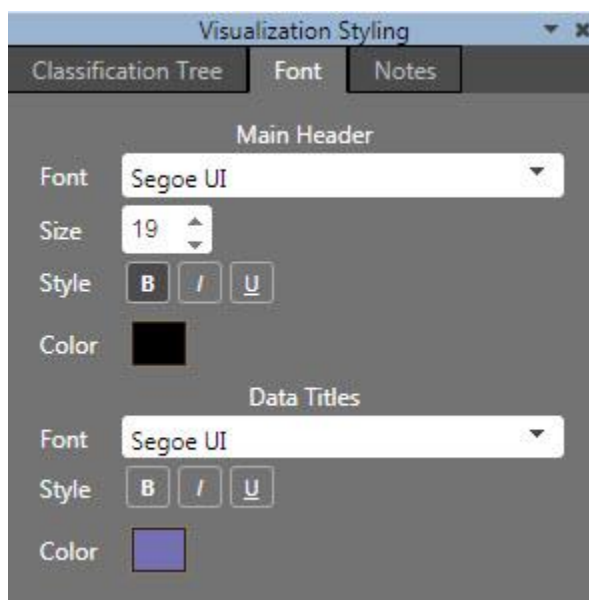 Visualization Styling
Classification Tree Font Notes
Main Header
Font Segoe UI
Size 19
Style B I U
Color
Data Titles
Font Segoe UI
Style B I U
Color